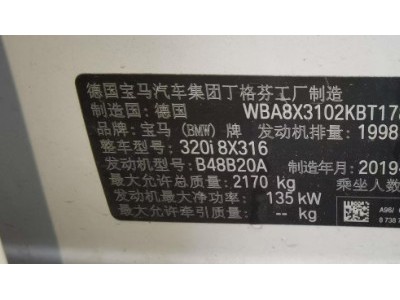 德国宝马汽车集团丁格芬工厂制造
制造国：德国 WBA8X3102KBT17
品牌：宝马 (BMW) 牌 发动机排量：1998
整车型号：320i 8X316
发动机型号：B48B20A 制造年月：2019
最大允许总质量：2170 kg 乘坐人数
发动机最大净功率：135 kW
最大允许牵引质量：-- kg
A96/
8 738